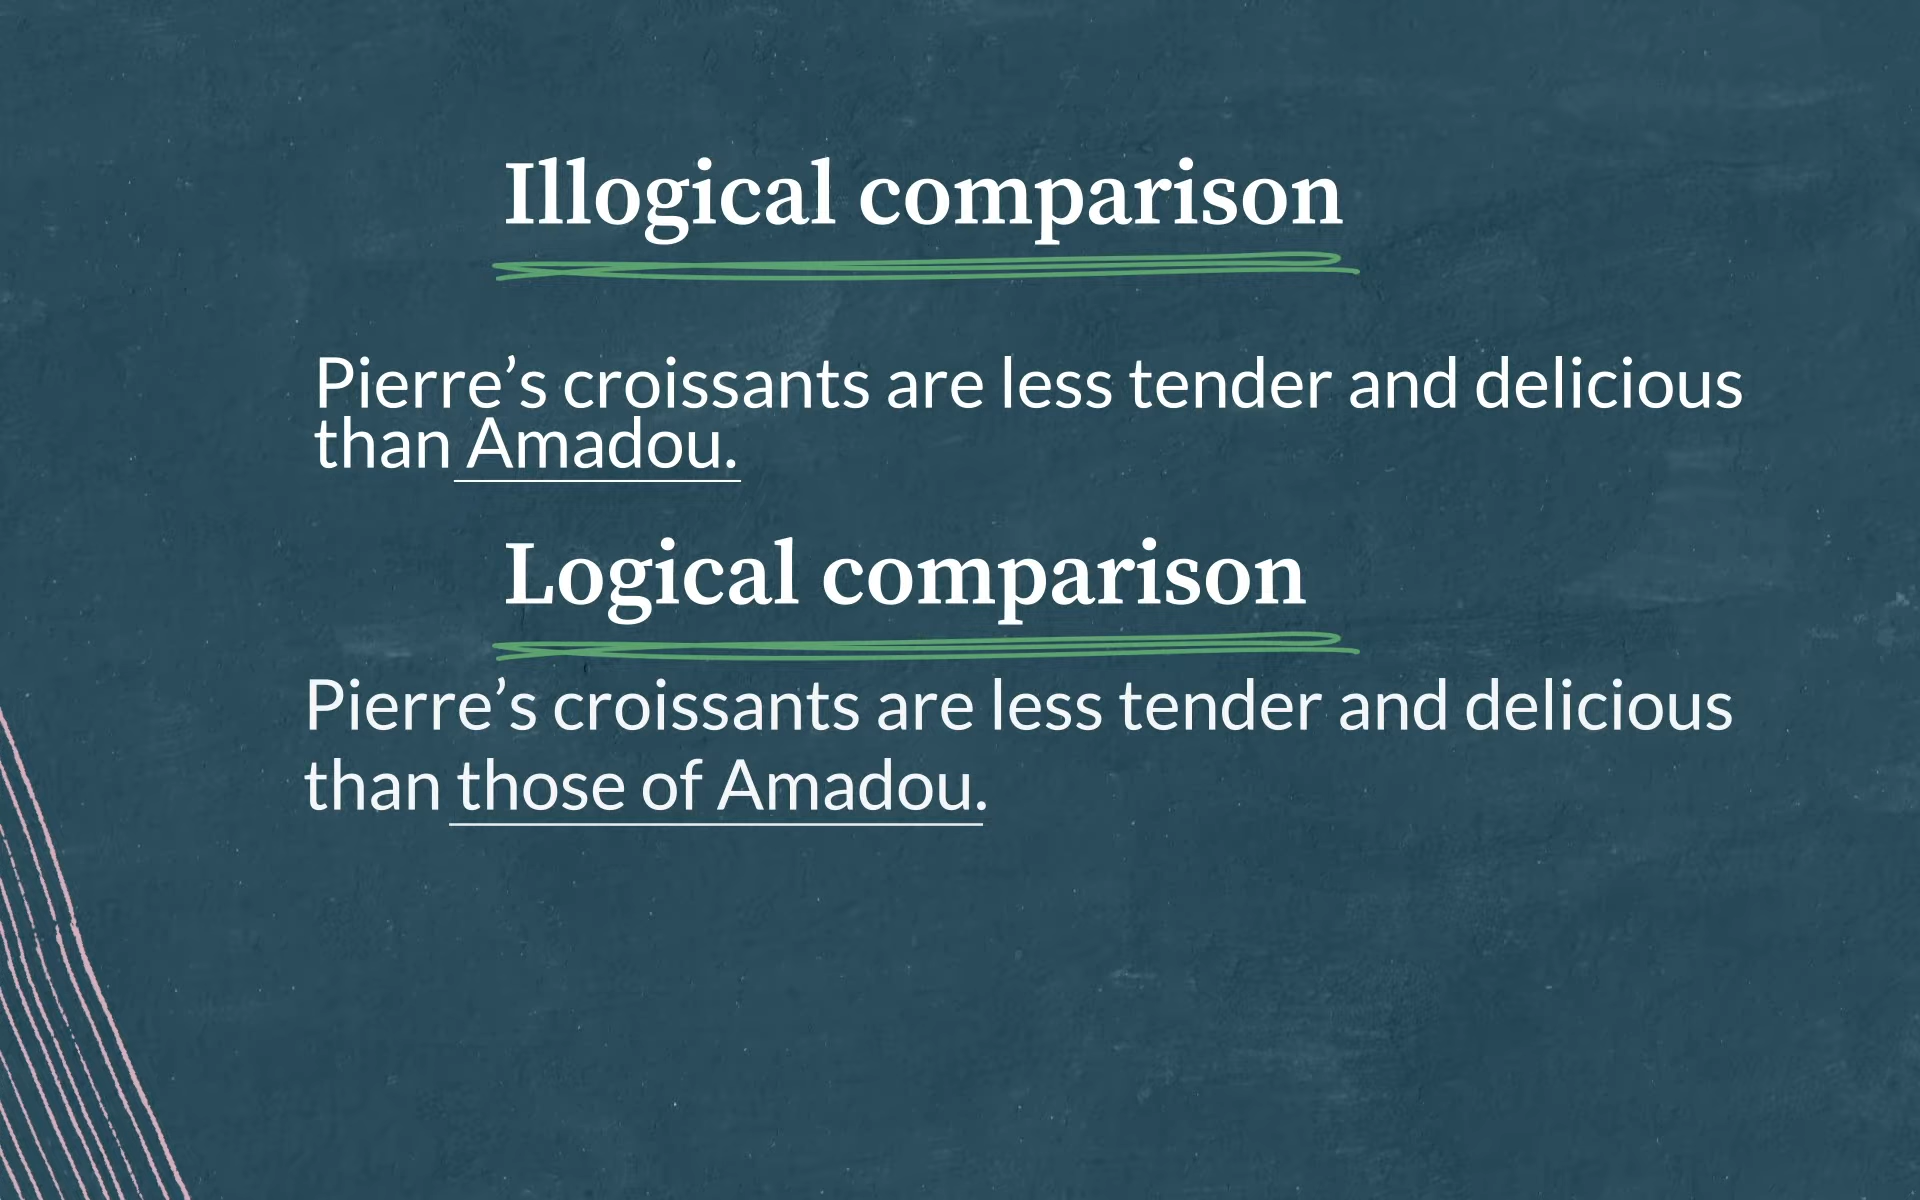 Illogical comparison
Pierre’s croissants are less tender and delicious
than Amadou.
Logical comparison
Pierre’s croissants are less tender and delicious
than those of Amadou.